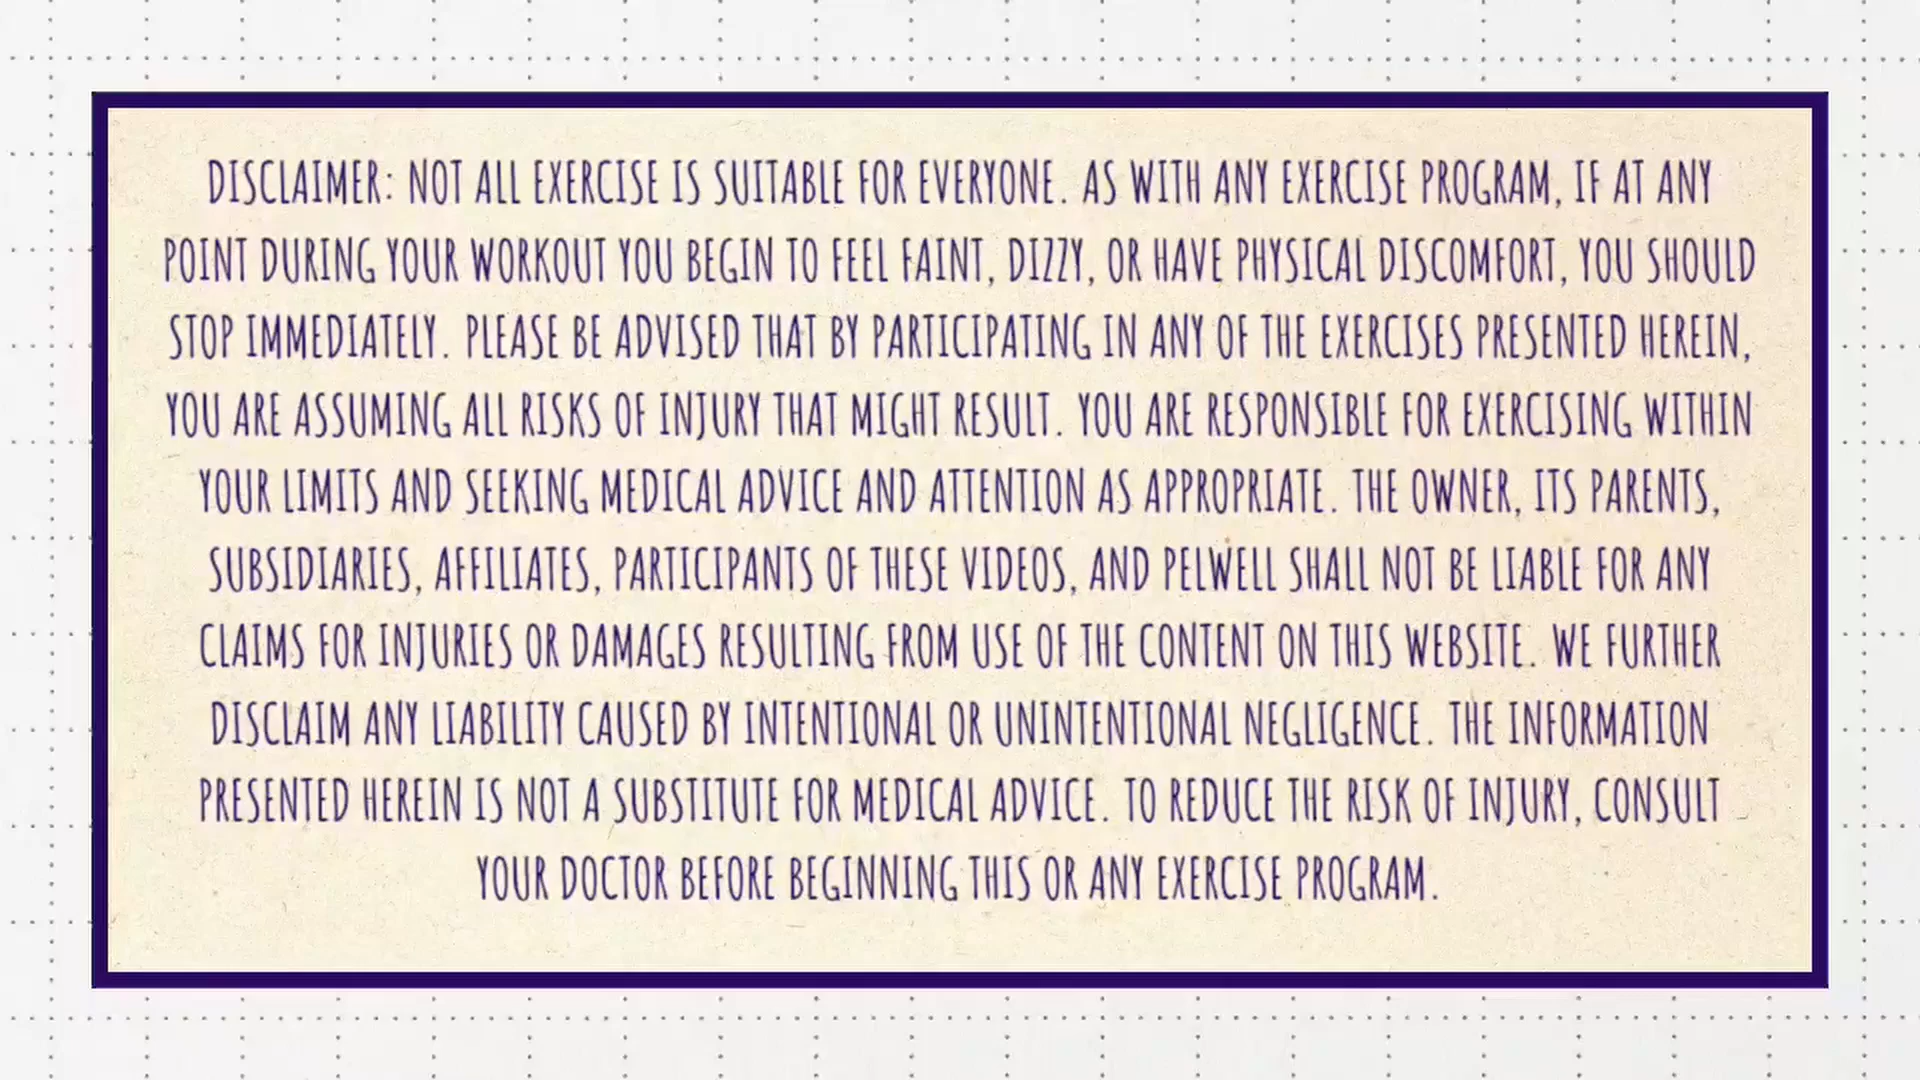 DISCLAIMER: NOT ALL EXERCISE IS SUITABLE FOR EVERYONE. AS WITH ANY EXERCISE PROGRAM, IF AT ANY
POINT DURING YOUR WORKOUT YOU BEGIN TO FEEL FAINT, DIZZY, OR HAVE PHYSICAL DISCOMFORT, YOU SHOULD
STOP IMMEDIATELY. PLEASE BE ADVISED THAT BY PARTICIPATING IN ANY OF THE EXERCISES PRESENTED HEREIN,
YOU ARE ASSUMING ALL RISKS OF INJURY THAT MIGHT RESULT. YOU ARE RESPONSIBLE FOR EXERCISING WITHIN
YOUR LIMITS AND SEEKING MEDICAL ADVICE AND ATTENTION AS APPROPRIATE. THE OWNER, ITS PARENTS,
SUBSIDIARIES, AFFILIATES, PARTICIPANTS OF THESE VIDEOS, AND PELWELL SHALL NOT BE LIABLE FOR ANY
CLAIMS FOR INJURIES OR DAMAGES RESULTING FROM USE OF THE CONTENT ON THIS WEBSITE. WE FURTHER
DISCLAIM ANY LIABILITY CAUSED BY INTENTIONAL OR UNINTENTIONAL NEGLIGENCE. THE INFORMATION
PRESENTED HEREIN IS NOT A SUBSTITUTE FOR MEDICAL ADVICE. TO REDUCE THE RISK OF INJURY, CONSULT
YOUR DOCTOR BEFORE BEGINNING THIS OR ANY EXERCISE PROGRAM.